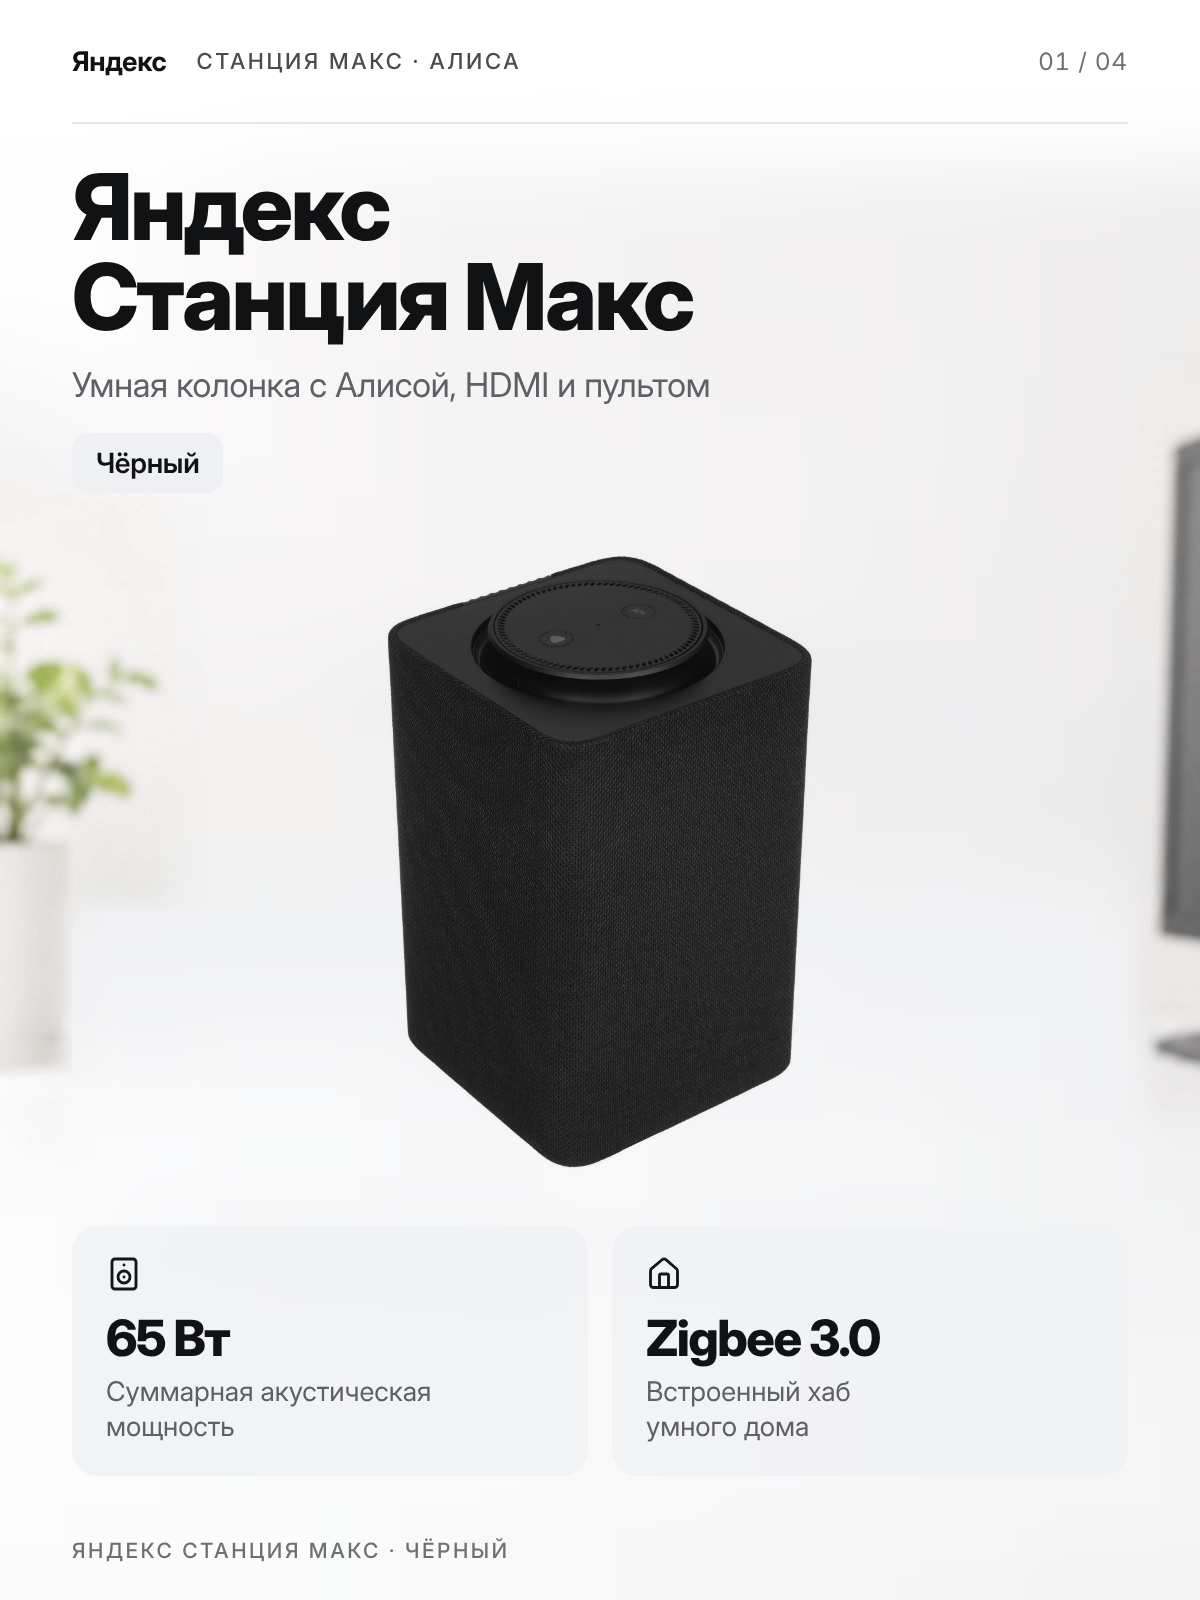 Яндекс СТАНЦИЯ МАКС · АЛИСА 01 / 04
Яндекс
Станция Макс
Умная колонка с Алисой, HDMI и пультом
Чёрный
65 Вт
Суммарная акустическая
мощность
Zigbee 3.0
Встроенный хаб
умного дома
ЯНДЕКС СТАНЦИЯ МАКС · ЧЁРНЫЙ